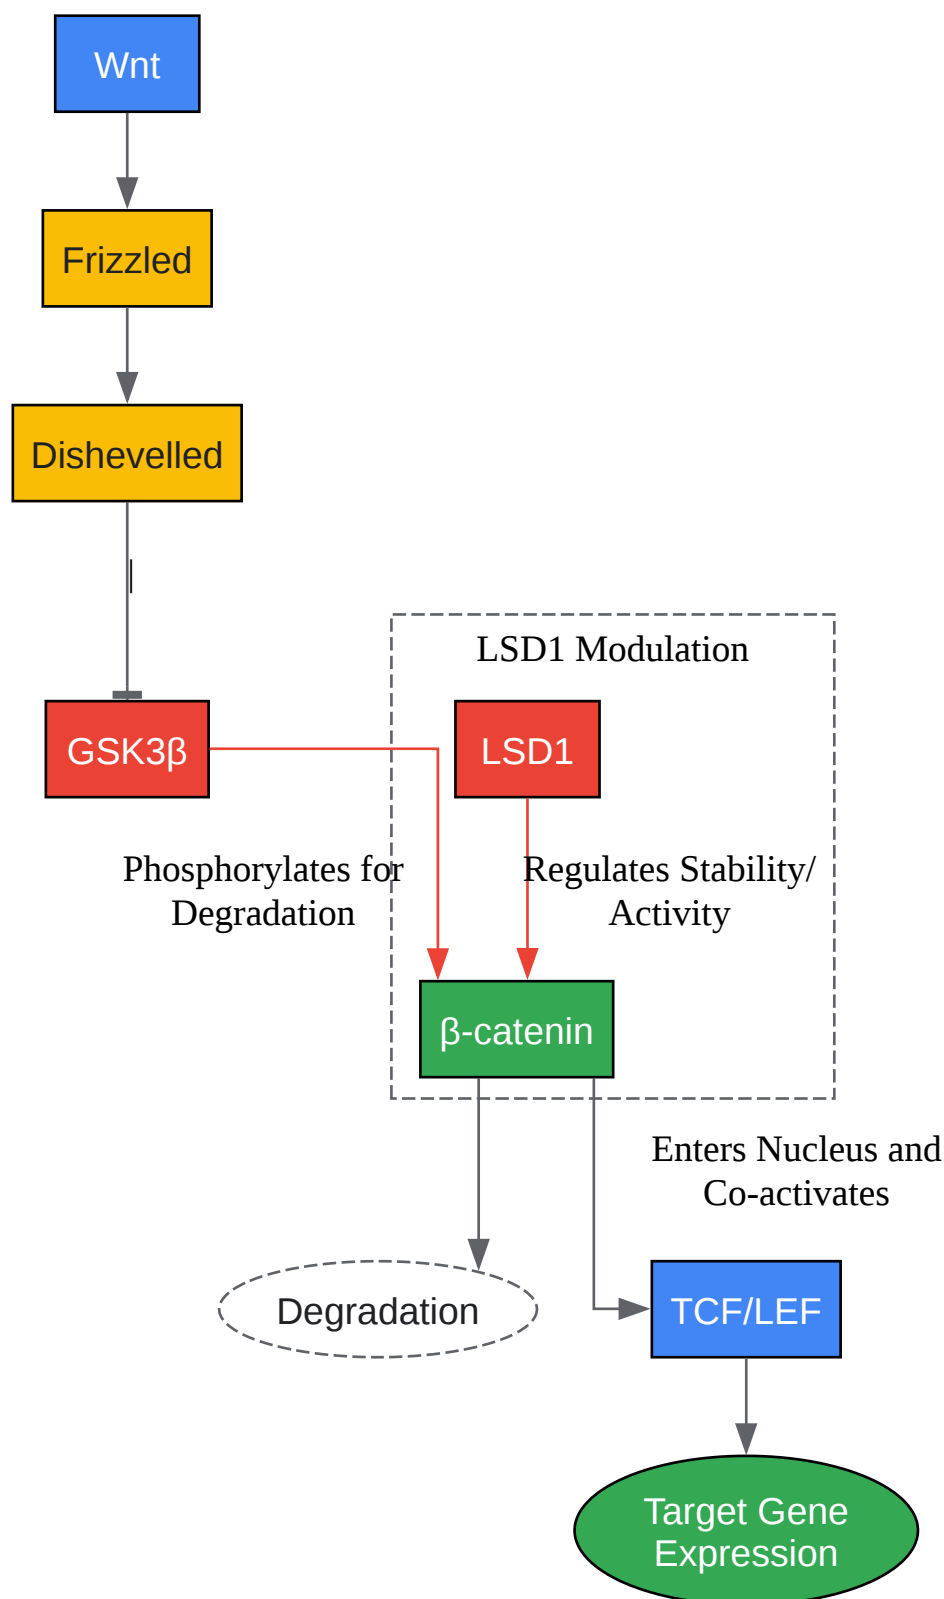 Wnt
Frizzled
Dishevelled
|
LSD1 Modulation
GSK3β
LSD1
Phosphorylates for
Degradation
Regulates Stability/
Activity
β-catenin
Enters Nucleus and
Co-activates
Degradation
TCF/LEF
Target Gene
Expression